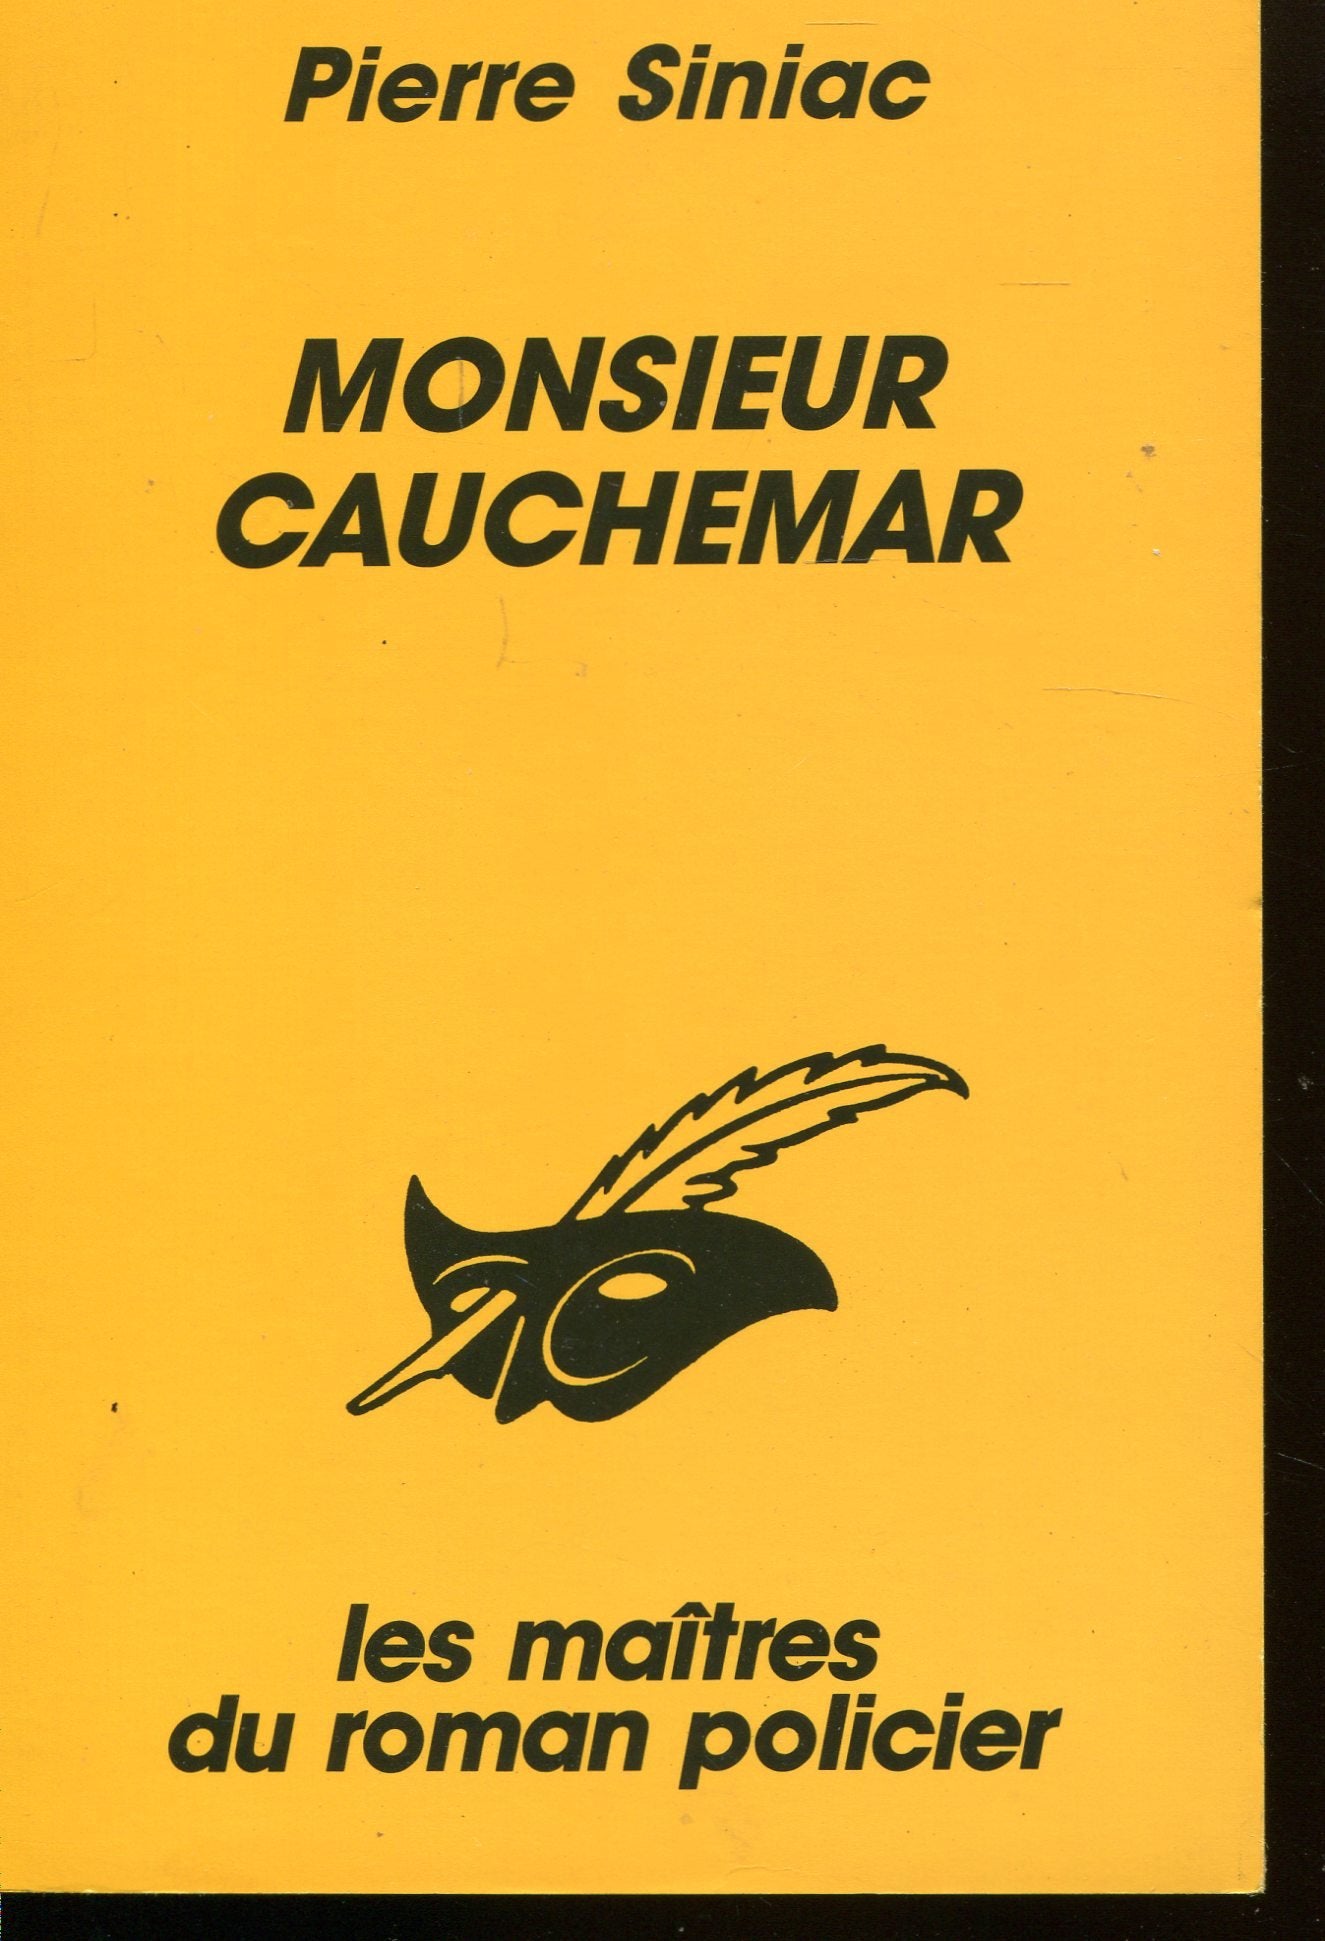 Pierre Siniac
MONSIEUR
CAUCHEMAR
les maîtres
du roman policier